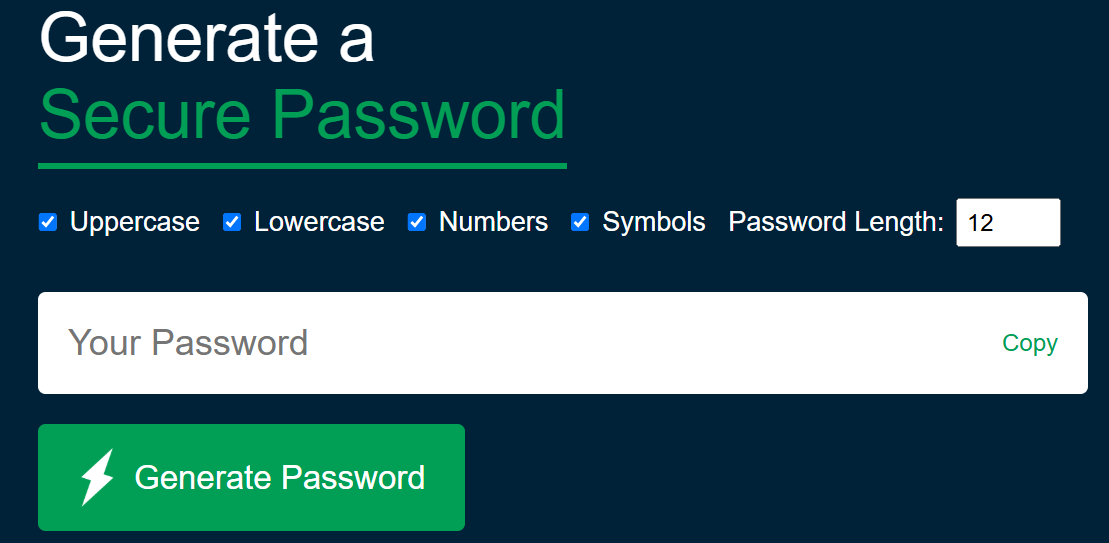 Generate a
Secure Password
Uppercase Lowercase Numbers Symbols Password Length: 12
Your Password Copy
Generate Password